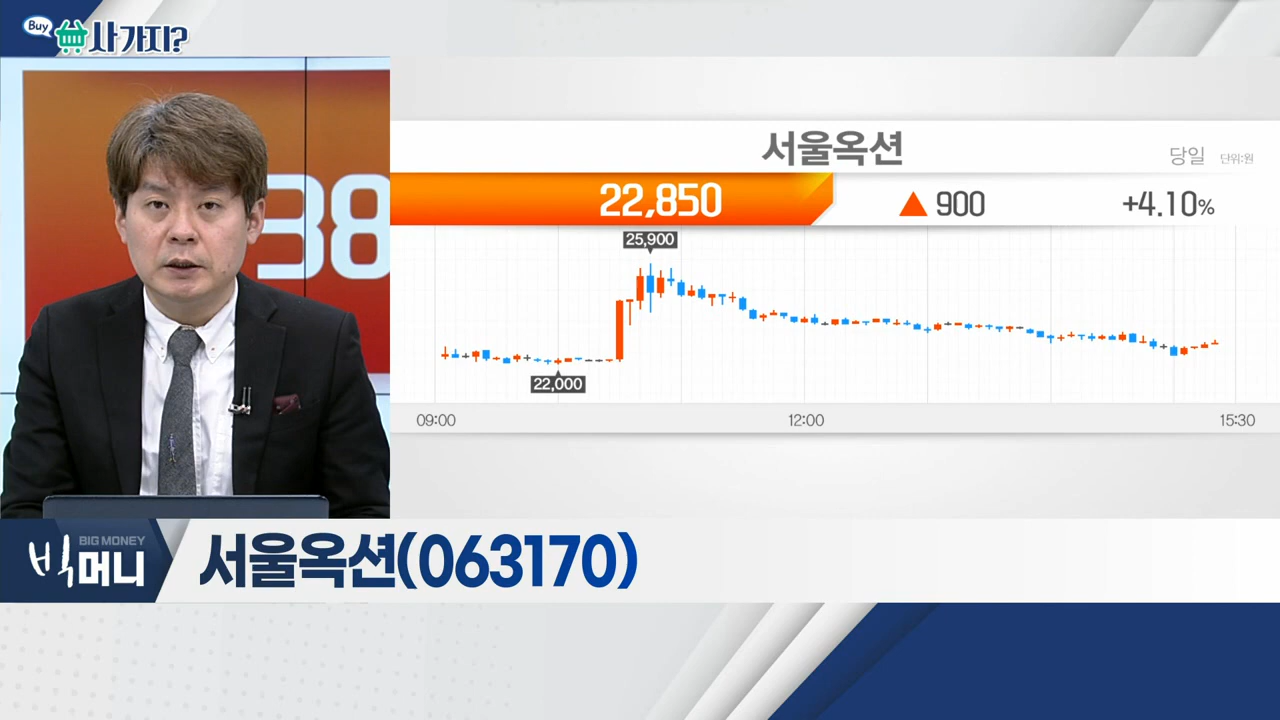 Buy
사가지?
38
서울옥션
당일 단위:원
22,850 ▲ 900 +4.10%
25,900
22,000
09:00 12:00 15:30
BIG MONEY
빅머니
서울옥션(063170)